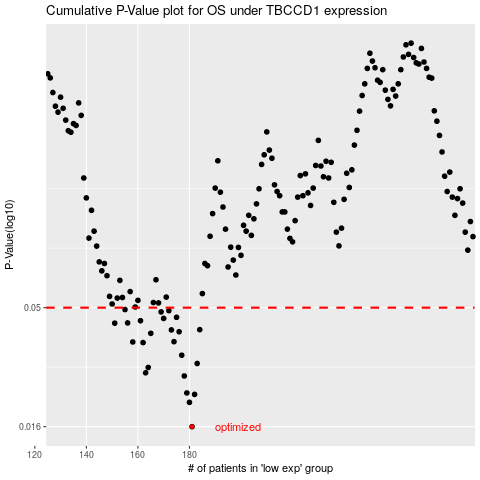 Cumulative P-Value plot for OS under TBCCD1 expression
P-Value(log10)
0.05
0.016
optimized
120 140 160 180
# of patients in 'low exp' group